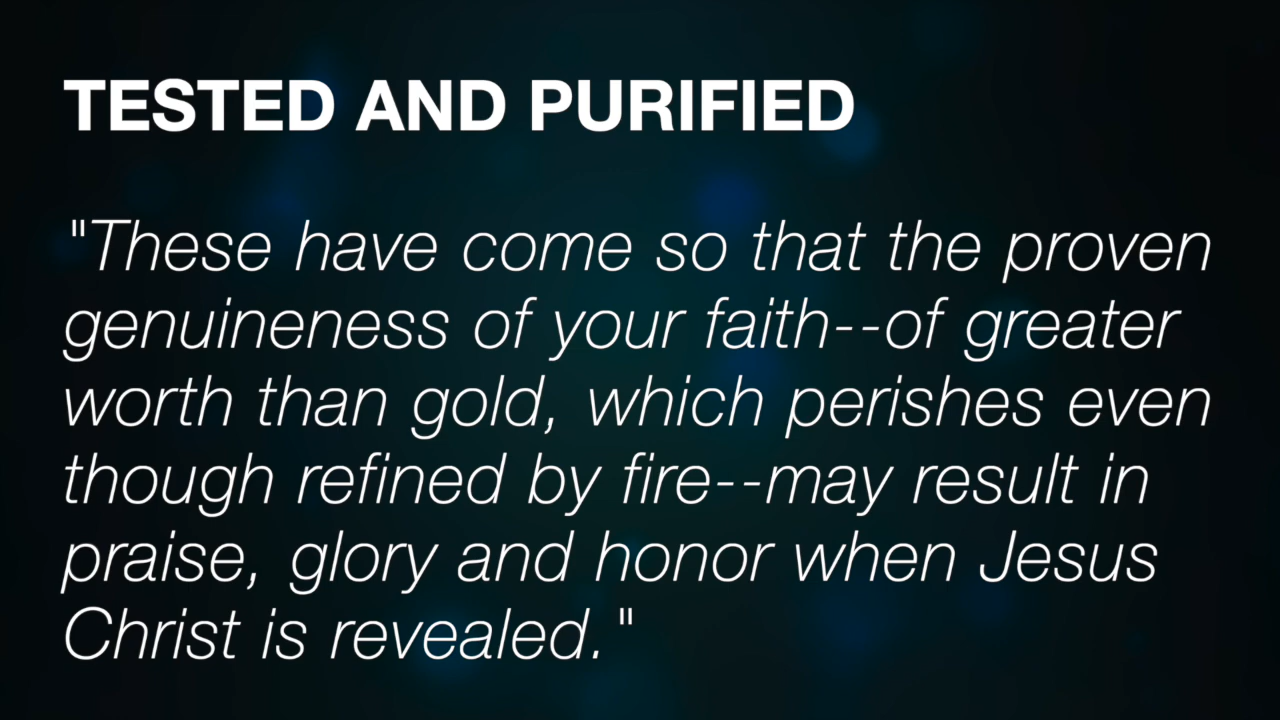 TESTED AND PURIFIED
"These have come so that the proven
genuineness of your faith--of greater
worth than gold, which perishes even
though refined by fire--may result in
praise, glory and honor when Jesus
Christ is revealed."